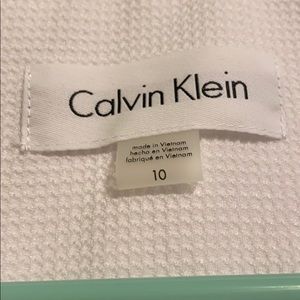 Calvin Klein
made in Vietnam
hecho en Vietnam
fabriqué en Vietnam
10